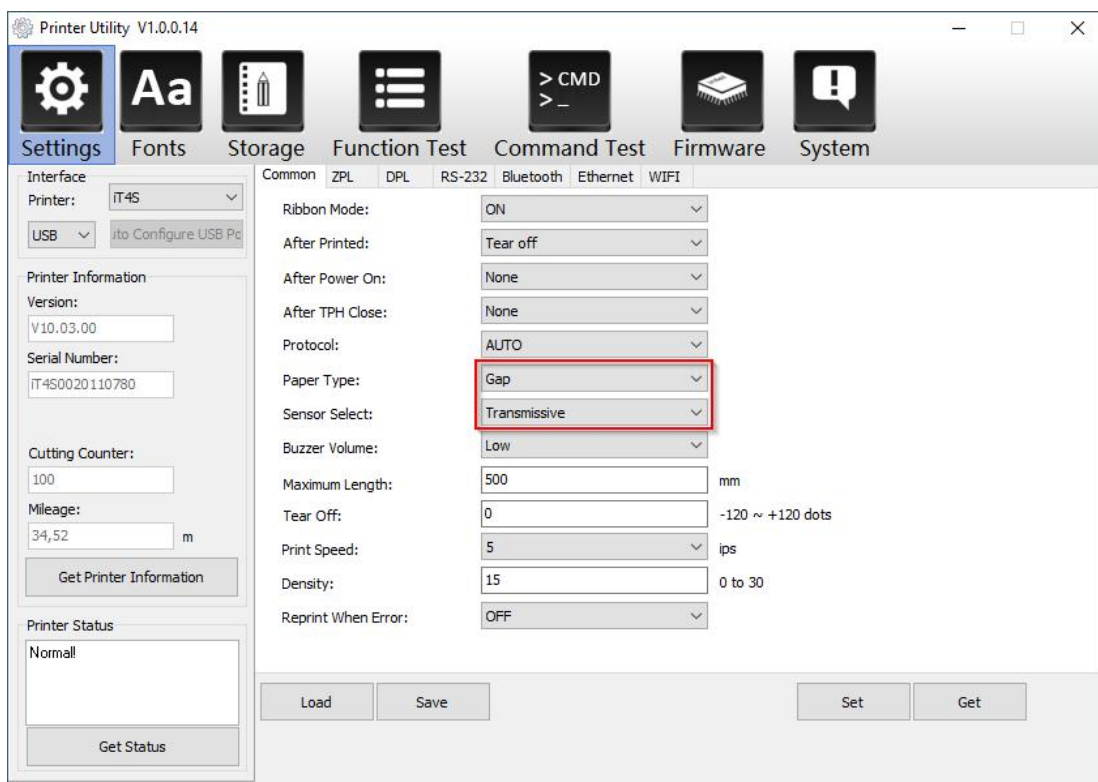 Printer Utility V1.0.0.14
> CMD
> _
Aa
Settings Fonts Storage Function Test Command Test Firmware System
Interface
Printer: iT4S
USB ito Configure USB Po
Printer Information
Version:
V10.03.00
Serial Number:
iT4S0020110780
Cutting Counter:
100
Mileage:
34,52 m
Get Printer Information
Printer Status
Normal!
Get Status
Common ZPL DPL RS-232 Bluetooth Ethernet WIFI
Ribbon Mode: ON
After Printed: Tear off
After Power On: None
After TPH Close: None
Protocol: AUTO
Paper Type: Gap
Sensor Select: Transmissive
Buzzer Volume: Low
Maximum Length: 500 mm
Tear Off: 0 -120 ~ +120 dots
Print Speed: 5 ips
Density: 15 0 to 30
Reprint When Error: OFF
Load Save Set Get